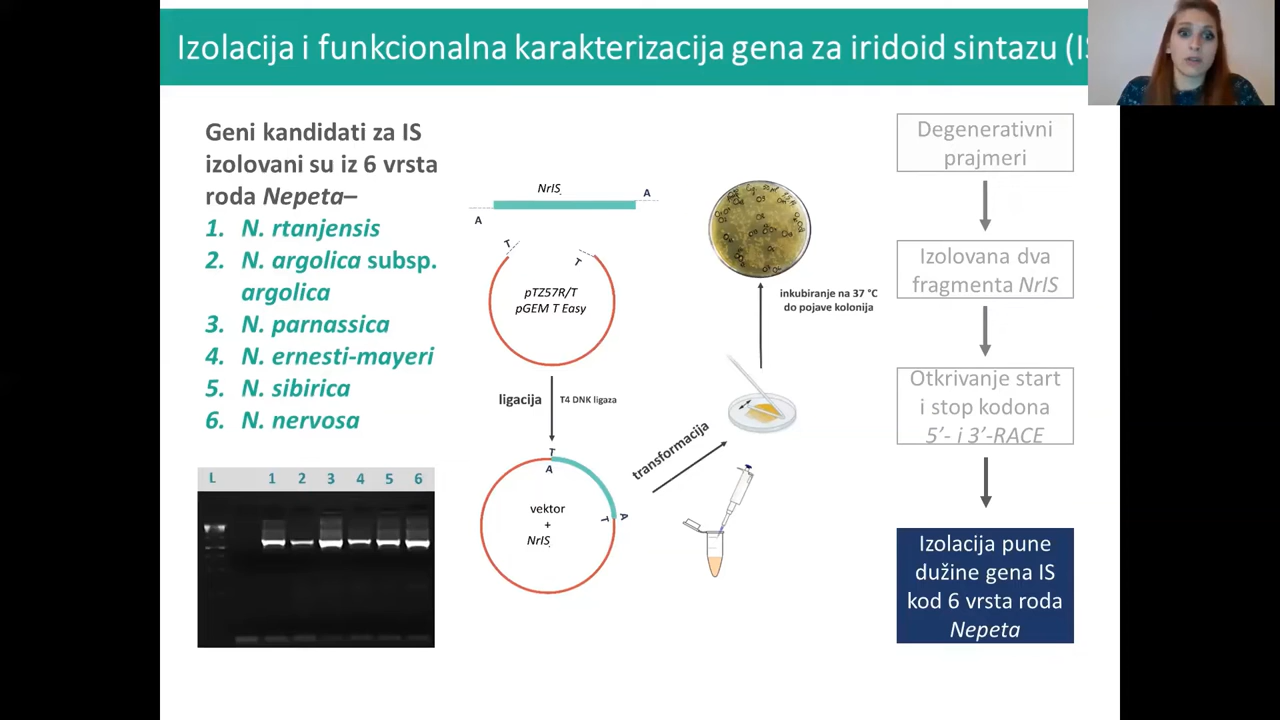 Izolacija i funkcionalna karakterizacija gena za iridoid sintazu (IS
Geni kandidati za IS
izolovani su iz 6 vrsta
roda Nepeta–
1. N. rtanjensis
2. N. argolica subsp.
argolica
3. N. parnassica
4. N. ernesti-mayeri
5. N. sibirica
6. N. nervosa
L 1 2 3 4 5 6
NrIS
A
A
T
T
pTZ57R/T
pGEM T Easy
ligacija
T4 DNK ligaza
T
A
A
T
vektor
+
NrIS
transformacija
inkubiranje na 37 °C
do pojave kolonija
Degenerativni
prajmeri
Izolovana dva
fragmenta NrIS
Otkrivanje start
i stop kodona
5’- i 3’-RACE
Izolacija pune
dužine gena IS
kod 6 vrsta roda
Nepeta